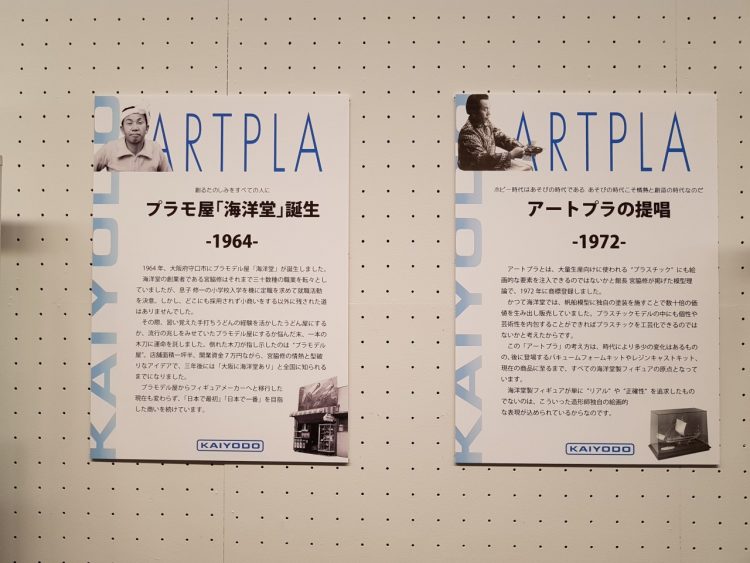 KAIYODO
ARTPLA
創るたのしみをすべての人に
プラモ屋「海洋堂」誕生
-1964-
1964年、大阪府守口市にプラモデル屋「海洋堂」が誕生しました。
海洋堂の創業者である宮脇修はそれまで三十数種の職業を転々とし
ていましたが、息子 修一の小学校入学を機に定職を求めて就職活動
を決意。しかし、どこにも採用されず小商いをする以外に残された道
はありませんでした。
その際、習い覚えた手打ちうどんの経験を活かしたうどん屋にする
か、流行の兆しをみせていたプラモデル屋にするか悩んだ末、一本の
木刀に運命を託しました。倒れた木刀が指し示したのは“プラモデル
屋”。店舗面積一坪半、開業資金7万円ながら、宮脇修の情熱と型破
りなアイデアで、三年後には「大阪に海洋堂あり」と全国に知られる
までになりました。
プラモデル屋からフィギュアメーカーへと移行した
現在も変わらず、「日本で最初」「日本で一番」を目指
した商いを続けています。
KAIYODO
ARTPLA
ホビー時代はあそびの時代である あそびの時代こそ情熱と創造の時代なのだ
アートプラの提唱
-1972-
アートプラとは、大量生産向けに使われる“プラスチック”にも絵
画的な要素を注入できるのではないかと館長 宮脇修が掲げた模型理
論で、1972年に商標登録しました。
かつて海洋堂では、帆船模型に独自の塗装を施すことで数十倍の価
値を生み出し販売していました。プラスチックモデルの中にも個性や
芸術性を内包することができればプラスチックを工芸化できるのでは
ないかと考えたからです。
この「アートプラ」の考え方は、時代により多少の変化はあるもの
の、後に登場するバキュームフォームキットやレジンキャストキット、
現在の商品に至るまで、すべての海洋堂製フィギュアの原点となって
います。
海洋堂製フィギュアが単に“リアル”や“正確性”を追求したもの
でないのは、こういった造形師独自の絵画的
な表現が込められているからなのです。
KAIYODO